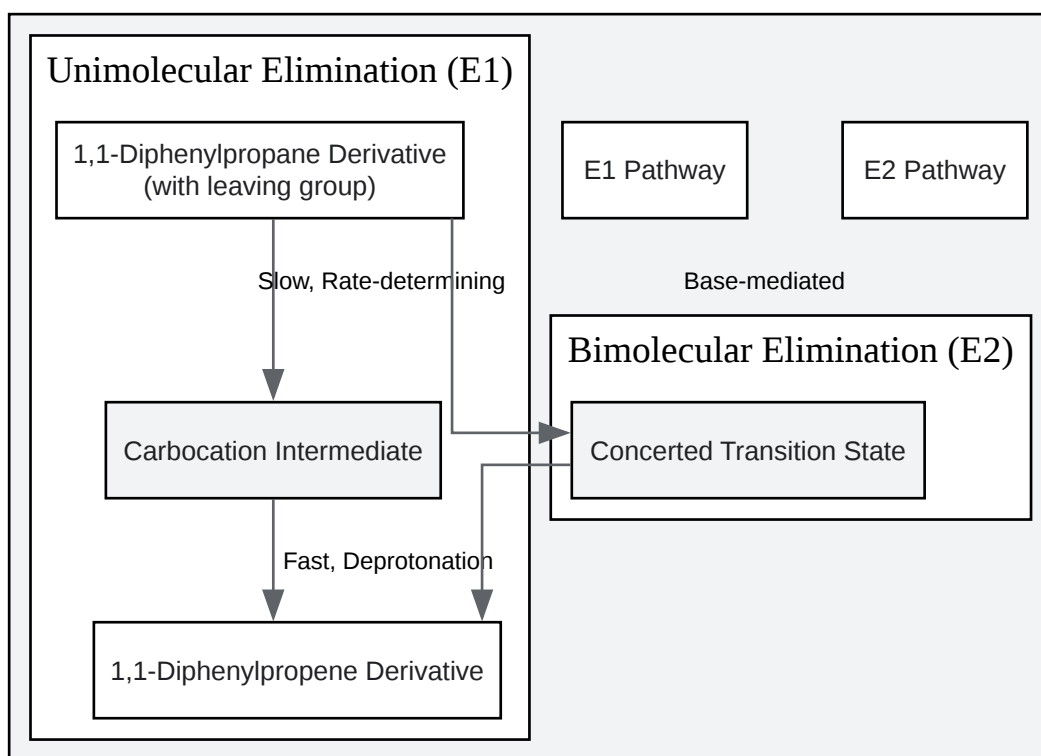 Unimolecular Elimination (E1)
1,1-Diphenylpropane Derivative
(with leaving group)
E1 Pathway
E2 Pathway
Slow, Rate-determining
Base-mediated
Bimolecular Elimination (E2)
Carbocation Intermediate
Concerted Transition State
Fast, Deprotonation
1,1-Diphenylpropene Derivative